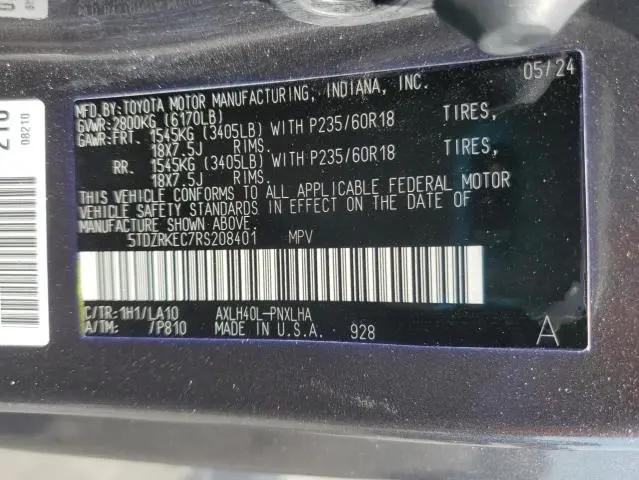 05/24
MFD.BY:TOYOTA MOTOR MANUFACTURING, INDIANA, INC.
GVWR:2800KG (6170LB)
GAWR:FRT. 1545KG (3405LB) WITH P235/60R18 TIRES,
18X7.5J RIMS.
RR. 1545KG (3405LB) WITH P235/60R18 TIRES,
18X7.5J RIMS.
THIS VEHICLE CONFORMS TO ALL APPLICABLE FEDERAL MOTOR
VEHICLE SAFETY STANDARDS IN EFFECT ON THE DATE OF
MANUFACTURE SHOWN ABOVE.
5TDZRKEC7RS208401 MPV
C/TR:1H1/LA10 AXLH40L-PNXLHA
A/TM: /P810 MADE IN U.S.A. 928 A
08210